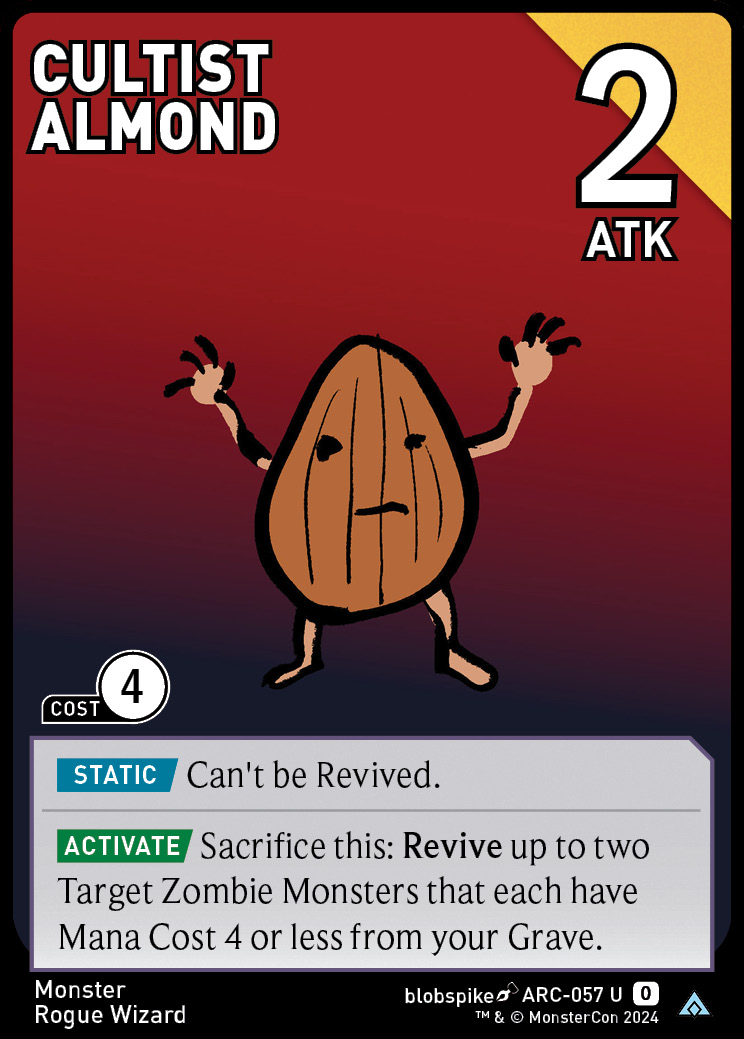 CULTIST
ALMOND
2
ATK
COST 4
STATIC Can't be Revived.
ACTIVATE Sacrifice this: Revive up to two
Target Zombie Monsters that each have
Mana Cost 4 or less from your Grave.
Monster
Rogue Wizard
blobspike ARC-057 U 0
™ & © MonsterCon 2024